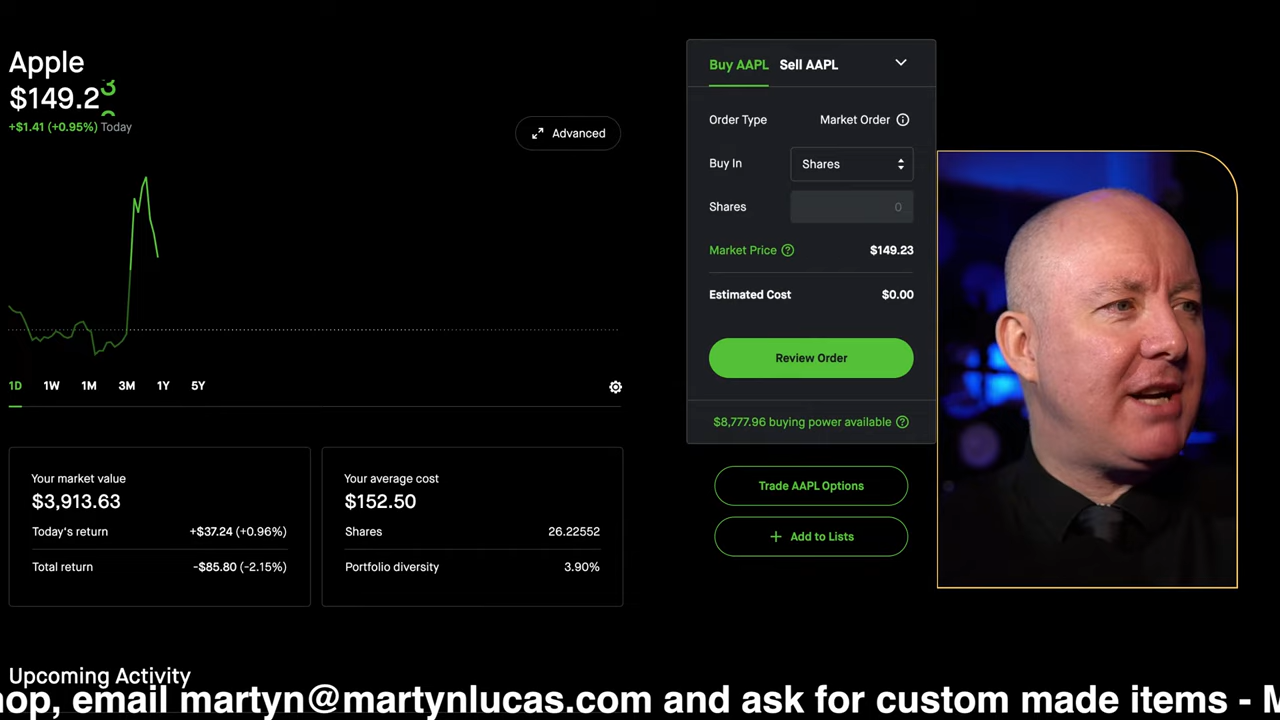 Apple
$149.23
+$1.41 (+0.95%) Today
Advanced
1D 1W 1M 3M 1Y 5Y
Your market value
$3,913.63
Today's return +$37.24 (+0.96%)
Total return -$85.80 (-2.15%)
Your average cost
$152.50
Shares 26.22552
Portfolio diversity 3.90%
Upcoming Activity
Buy AAPL Sell AAPL
Order Type Market Order
Buy In Shares
Shares 0
Market Price $149.23
Estimated Cost $0.00
Review Order
$8,777.96 buying power available
Trade AAPL Options
+ Add to Lists
hop, email martyn@martynlucas.com and ask for custom made items - M